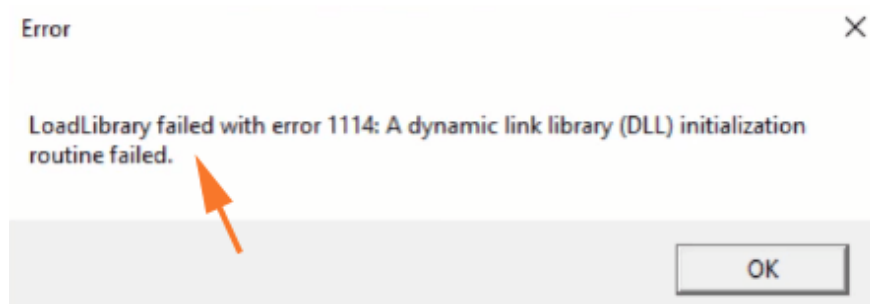 Error
LoadLibrary failed with error 1114: A dynamic link library (DLL) initialization
routine failed.
OK